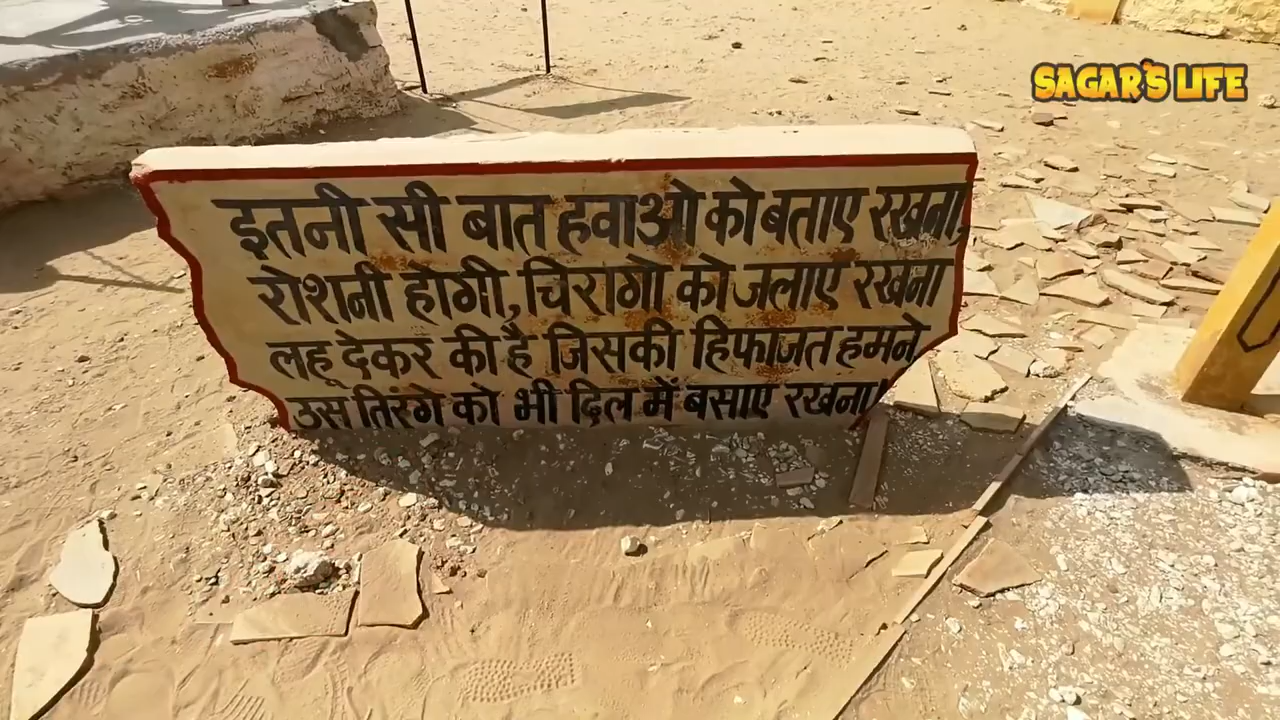 SAGAR'S LIFE
इतनी सी बात हवाओ को बताए रखना,
रोशनी होगी, चिरागो को जलाए रखना
लहू देकर की है जिसकी हिफाजत हमने,
उस तिरंगे को भी दिल में बसाए रखना!